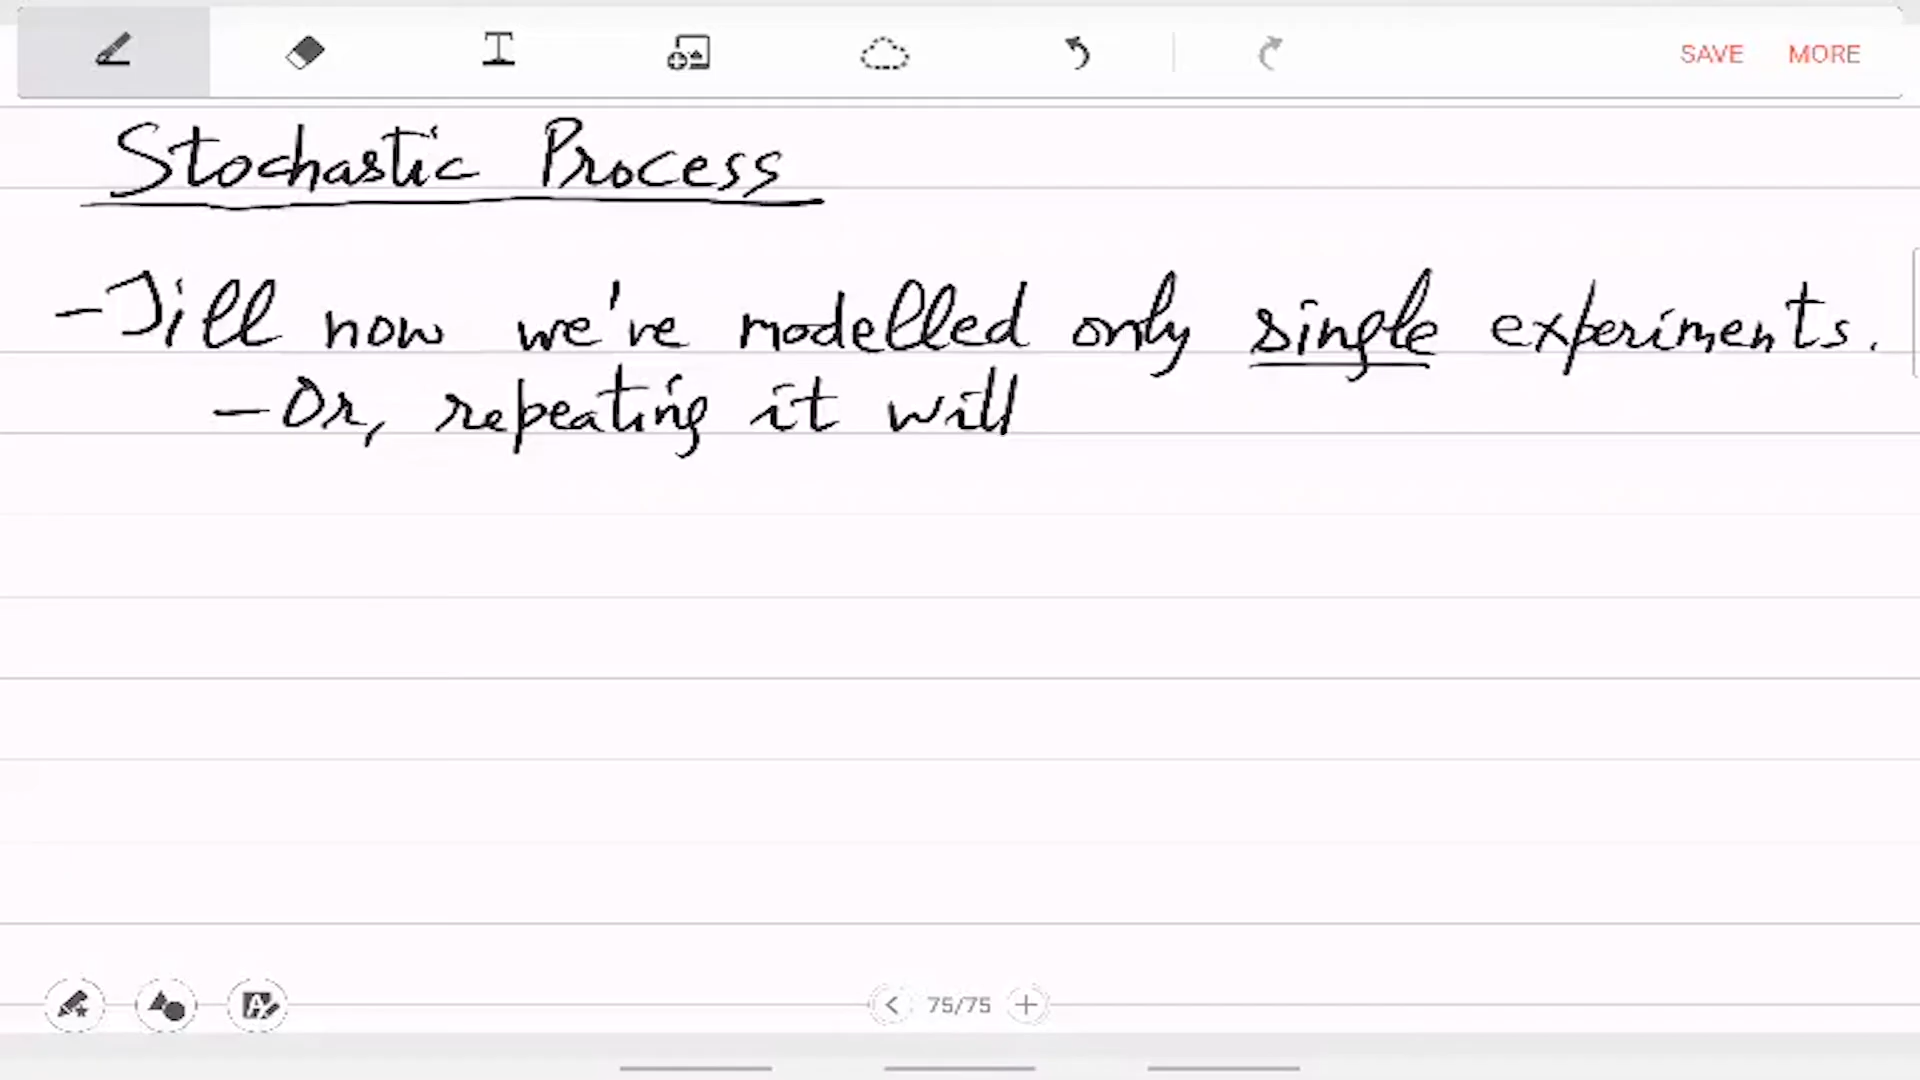 SAVE MORE
Stochastic Process
- Till now we've modelled only single experiments.
- Or, repeating it will
75/75